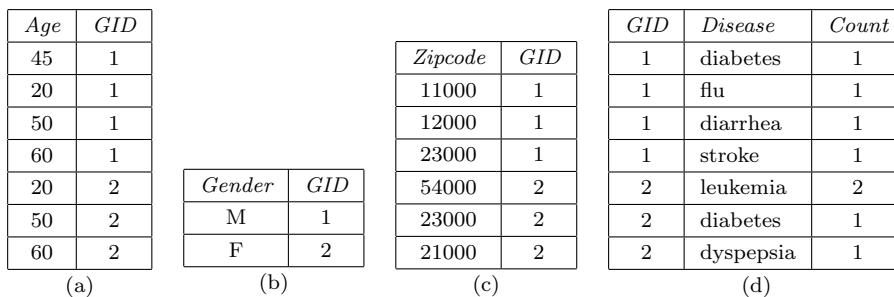 Age GID
45 1
20 1
50 1
60 1
20 2
50 2
60 2
(a)
Gender GID
M 1
F 2
(b)
Zipcode GID
11000 1
12000 1
23000 1
54000 2
23000 2
21000 2
(c)
GID Disease Count
1 diabetes 1
1 flu 1
1 diarrhea 1
1 stroke 1
2 leukemia 2
2 diabetes 1
2 dyspepsia 1
(d)